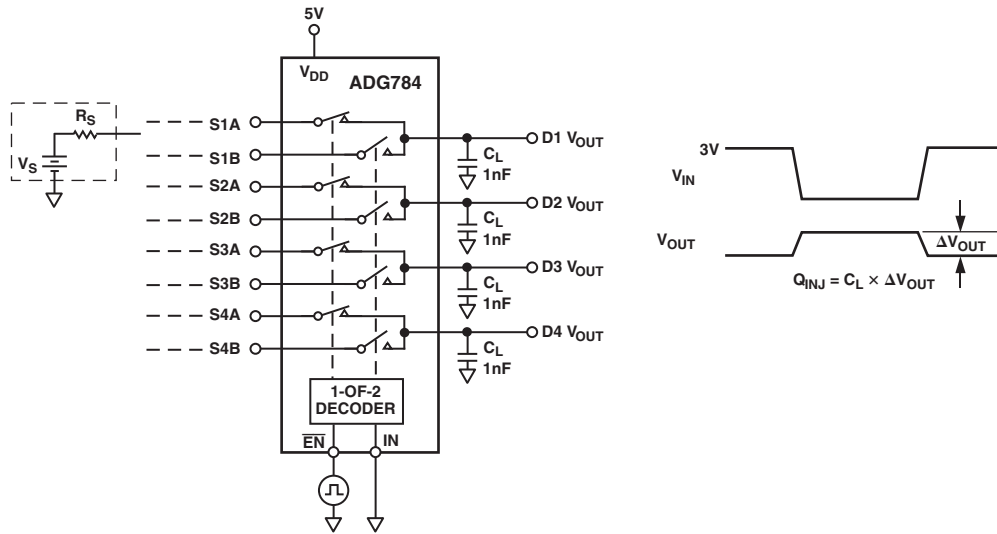 5V
VDD
ADG784
RS
VS
S1A
S1B
S2A
S2B
S3A
S3B
S4A
S4B
D1 VOUT
CL
1nF
D2 VOUT
CL
1nF
D3 VOUT
CL
1nF
D4 VOUT
CL
1nF
1-OF-2
DECODER
EN
IN
3V
VIN
VOUT
ΔVOUT
QINJ = CL × ΔVOUT